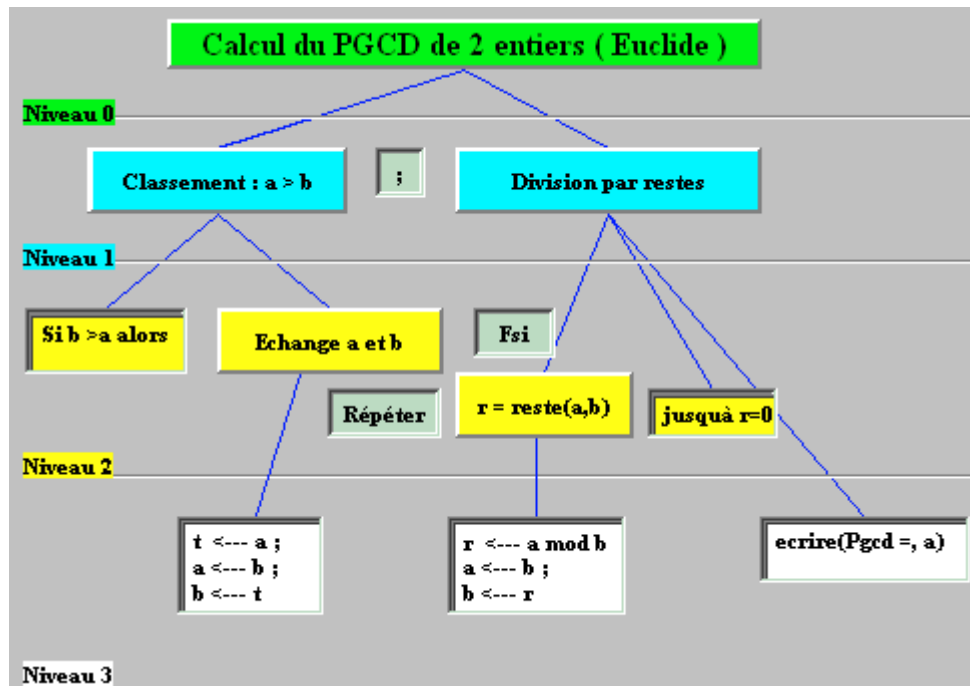 Calcul du PGCD de 2 entiers ( Euclide )
Niveau 0
Classement : a > b
;
Division par restes
Niveau 1
Si b >a alors
Echange a et b
Fsi
Répéter
r = reste(a,b)
jusquà r=0
Niveau 2
t <--- a ;
a <--- b ;
b <--- t
r <--- a mod b
a <--- b ;
b <--- r
ecrire(Pgcd =, a)
Niveau 3